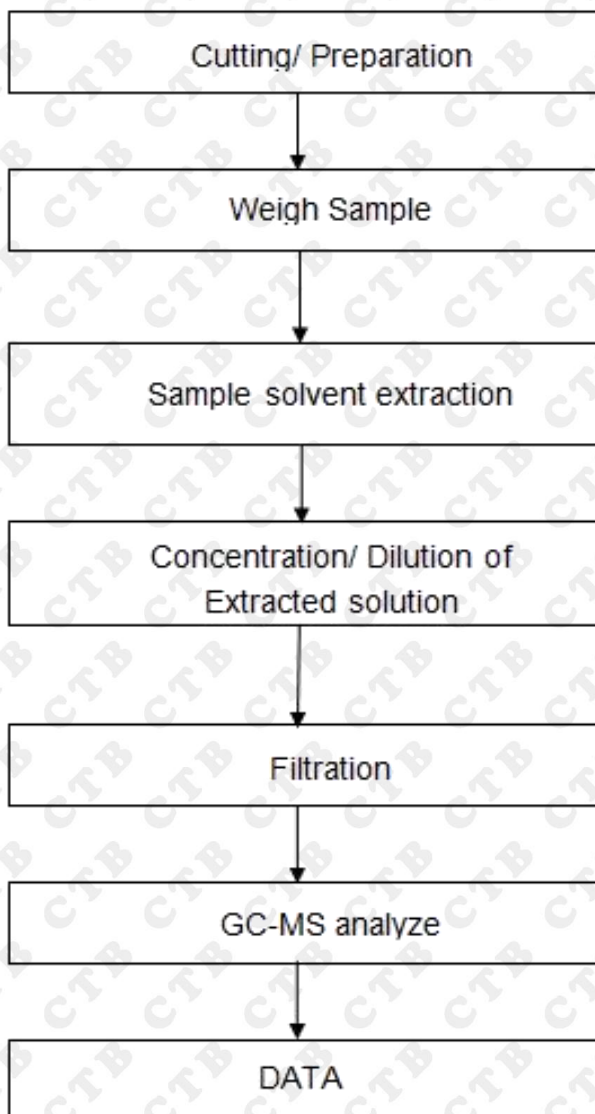 Cutting/ Preparation
Weigh Sample
Sample solvent extraction
Concentration/ Dilution of
Extracted solution
Filtration
GC-MS analyze
DATA